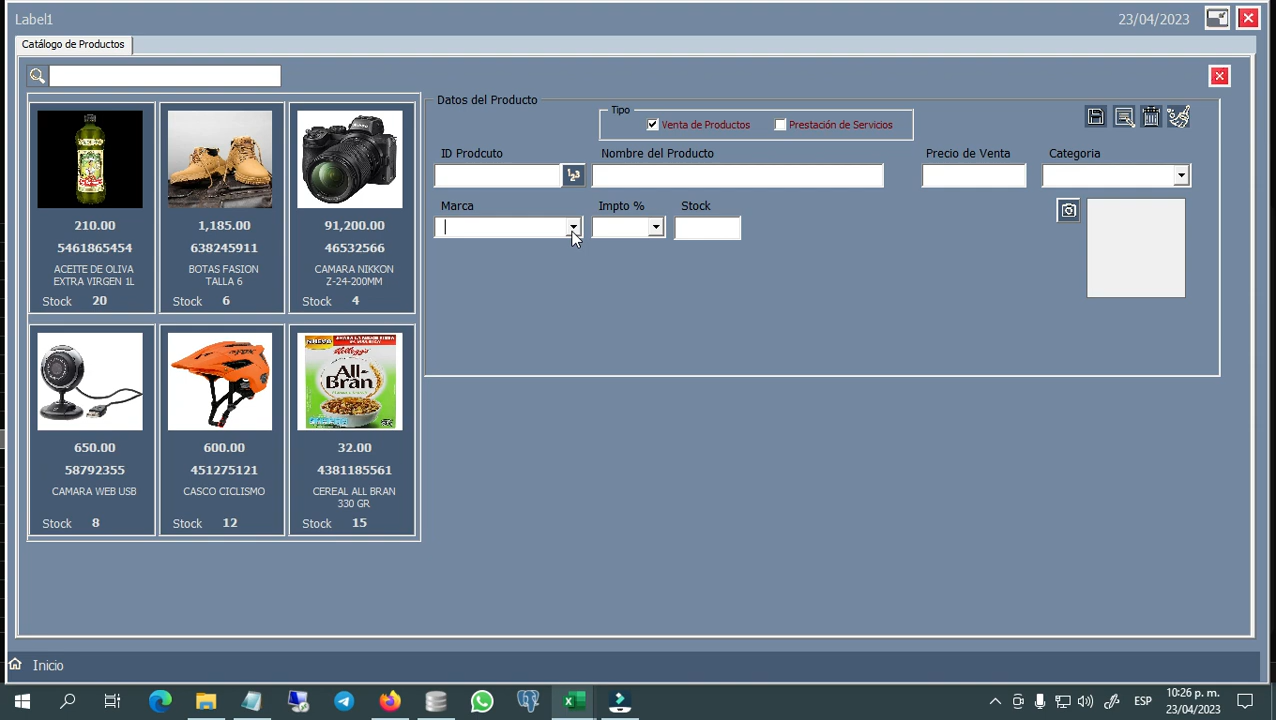 Label1
23/04/2023
Catálogo de Productos
Datos del Producto
Tipo
Venta de Productos
Prestación de Servicios
ID Prodcuto
Nombre del Producto
Precio de Venta
Categoria
Marca
Impto %
Stock
210.00
5461865454
ACEITE DE OLIVA
EXTRA VIRGEN 1L
Stock 20
1,185.00
638245911
BOTAS FASION
TALLA 6
Stock 6
91,200.00
46532566
CAMARA NIKKON
Z-24-200MM
Stock 4
650.00
58792355
CAMARA WEB USB
Stock 8
600.00
451275121
CASCO CICLISMO
Stock 12
Kellogg's
All-
Bran
32.00
4381185561
CEREAL ALL BRAN
330 GR
Stock 15
Inicio
ESP
10:26 p. m.
23/04/2023